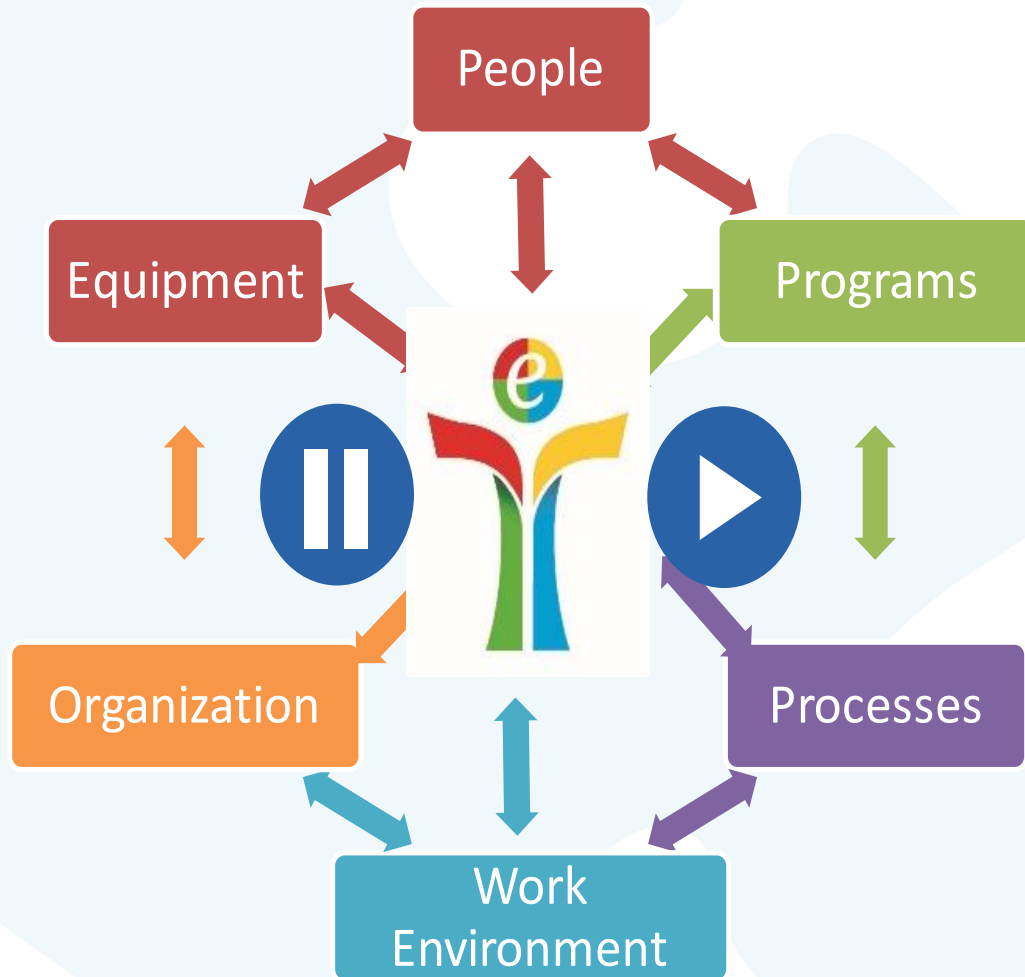 People
Equipment
Programs
e
Organization
Processes
Work
Environment